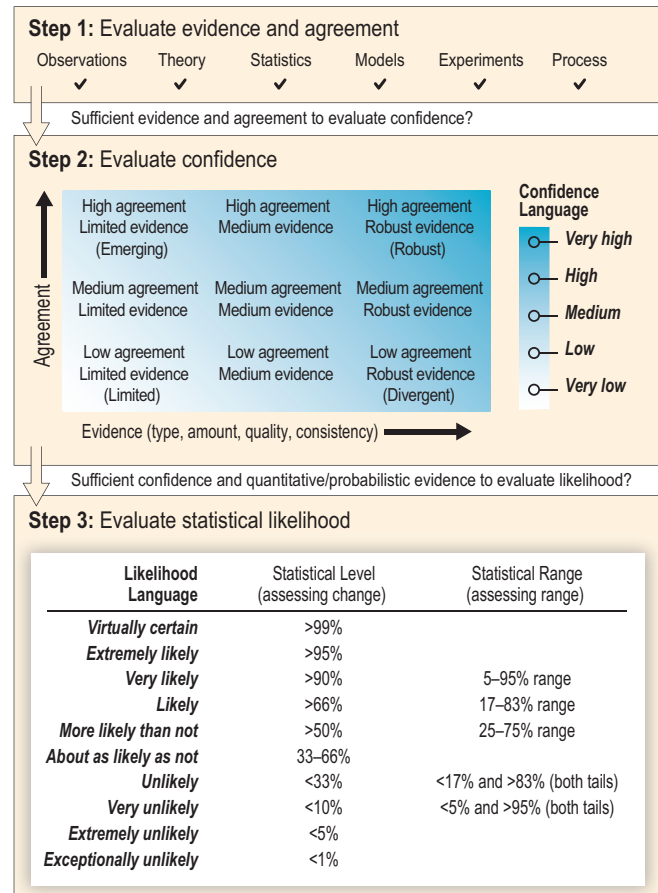 Step 1: Evaluate evidence and agreement
Observations Theory Statistics Models Experiments Process
Sufficient evidence and agreement to evaluate confidence?
Step 2: Evaluate confidence
Agreement
High agreement
Limited evidence
(Emerging)
High agreement
Medium evidence
High agreement
Robust evidence
(Robust)
Medium agreement
Limited evidence
Medium agreement
Medium evidence
Medium agreement
Robust evidence
Low agreement
Limited evidence
(Limited)
Low agreement
Medium evidence
Low agreement
Robust evidence
(Divergent)
Evidence (type, amount, quality, consistency)
Confidence
Language
Very high
High
Medium
Low
Very low
Sufficient confidence and quantitative/probabilistic evidence to evaluate likelihood?
Step 3: Evaluate statistical likelihood
Likelihood Statistical Level Statistical Range
Language (assessing change) (assessing range)
Virtually certain >99%
Extremely likely >95%
Very likely >90% 5–95% range
Likely >66% 17–83% range
More likely than not >50% 25–75% range
About as likely as not 33–66%
Unlikely <33% <17% and >83% (both tails)
Very unlikely <10% <5% and >95% (both tails)
Extremely unlikely <5%
Exceptionally unlikely <1%